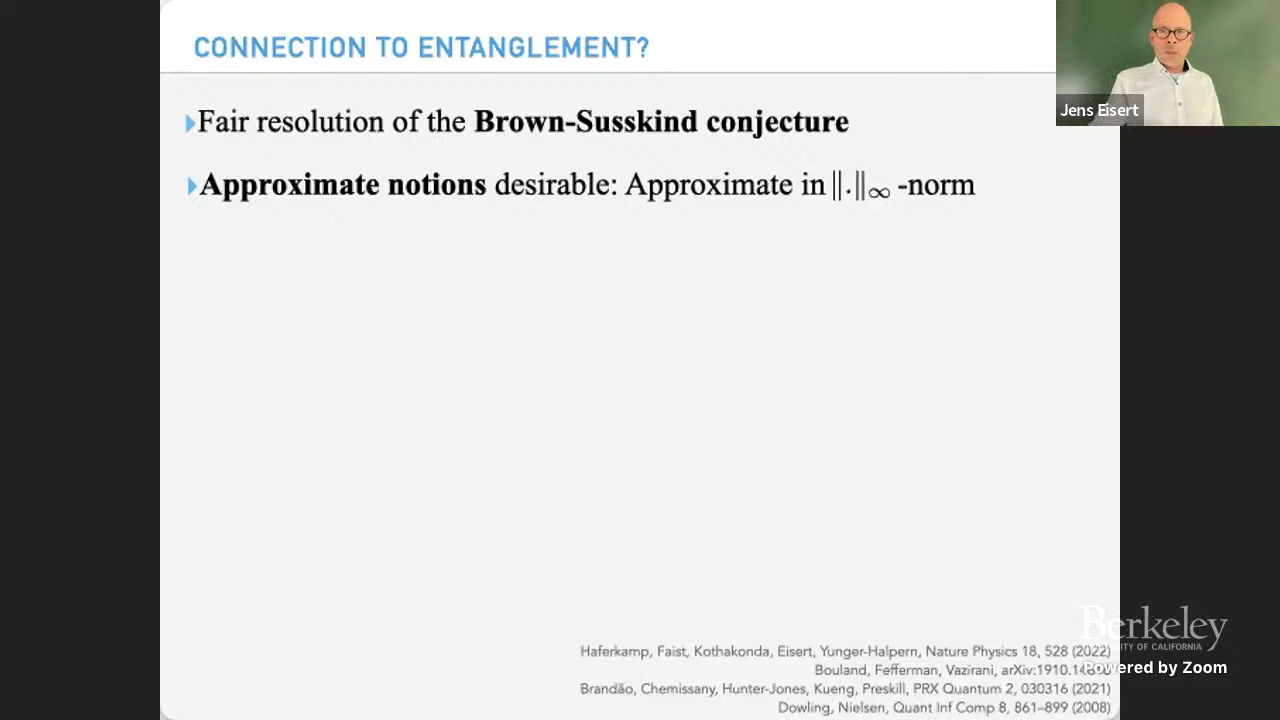 CONNECTION TO ENTANGLEMENT?
Jens Eisert
Fair resolution of the Brown-Susskind conjecture
Approximate notions desirable: Approximate in ‖.‖∞ -norm
Haferkamp, Faist, Kothakonda, Eisert, Yunger-Halpern, Nature Physics 18, 528 (2022)
Bouland, Fefferman, Vazirani, arXiv:1910.14
Brandão, Chemissany, Hunter-Jones, Kueng, Preskill, PRX Quantum 2, 030316 (2021)
Dowling, Nielsen, Quant Inf Comp 8, 861–899 (2008)
Berkeley
OF CALIFORNIA
Powered by Zoom